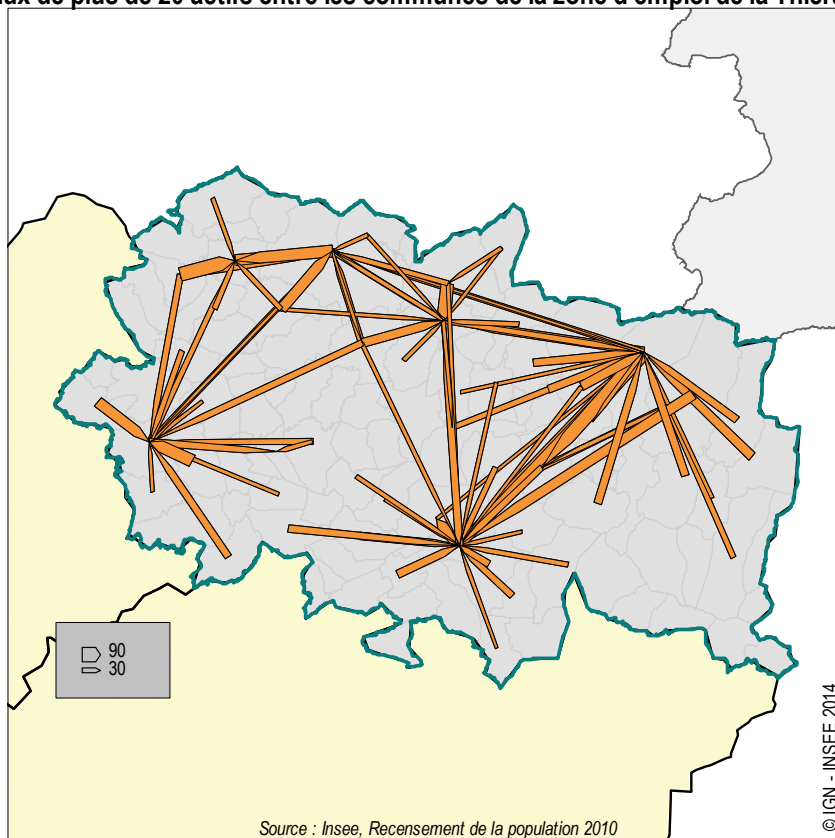 de plus de 20 actifs entre les communes de la zone d'emploi de la
90
30
Source : Insee, Recensement de la population 2010
© IGN - INSEE 2014